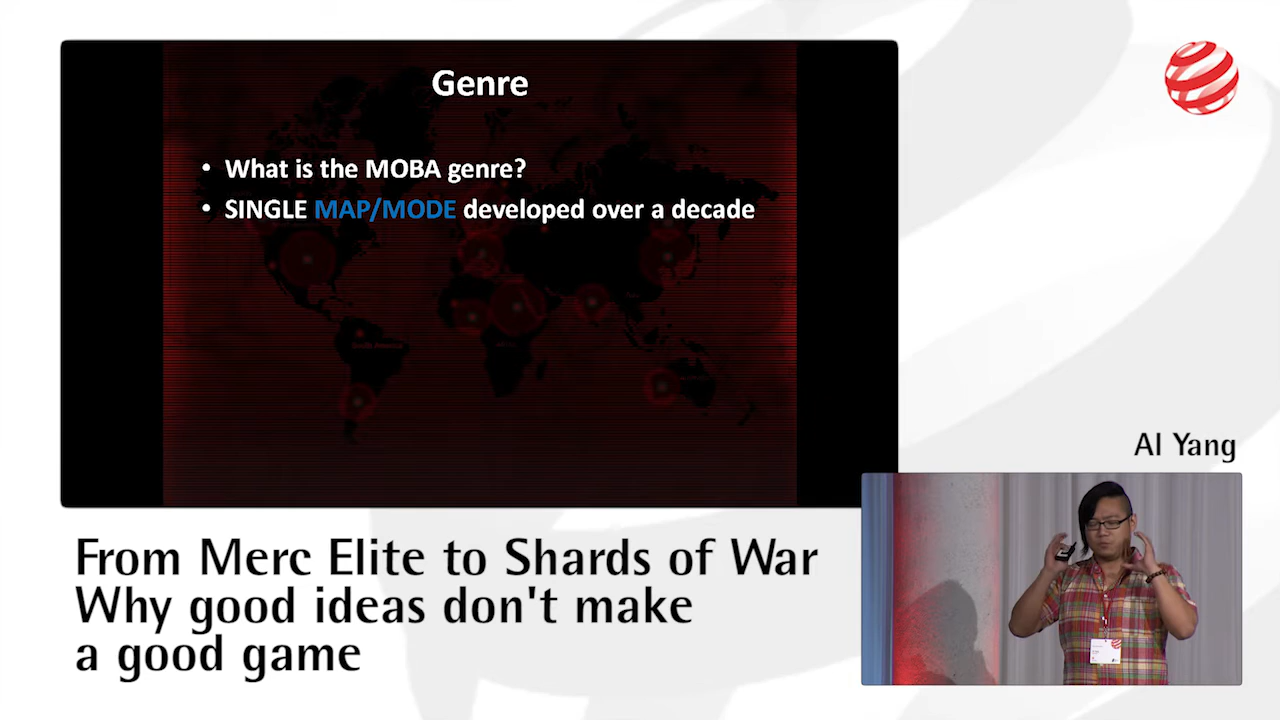 Genre
• What is the MOBA genre?
• SINGLE MAP/MODE developed over a decade
Al Yang
From Merc Elite to Shards of War
Why good ideas don't make
a good game